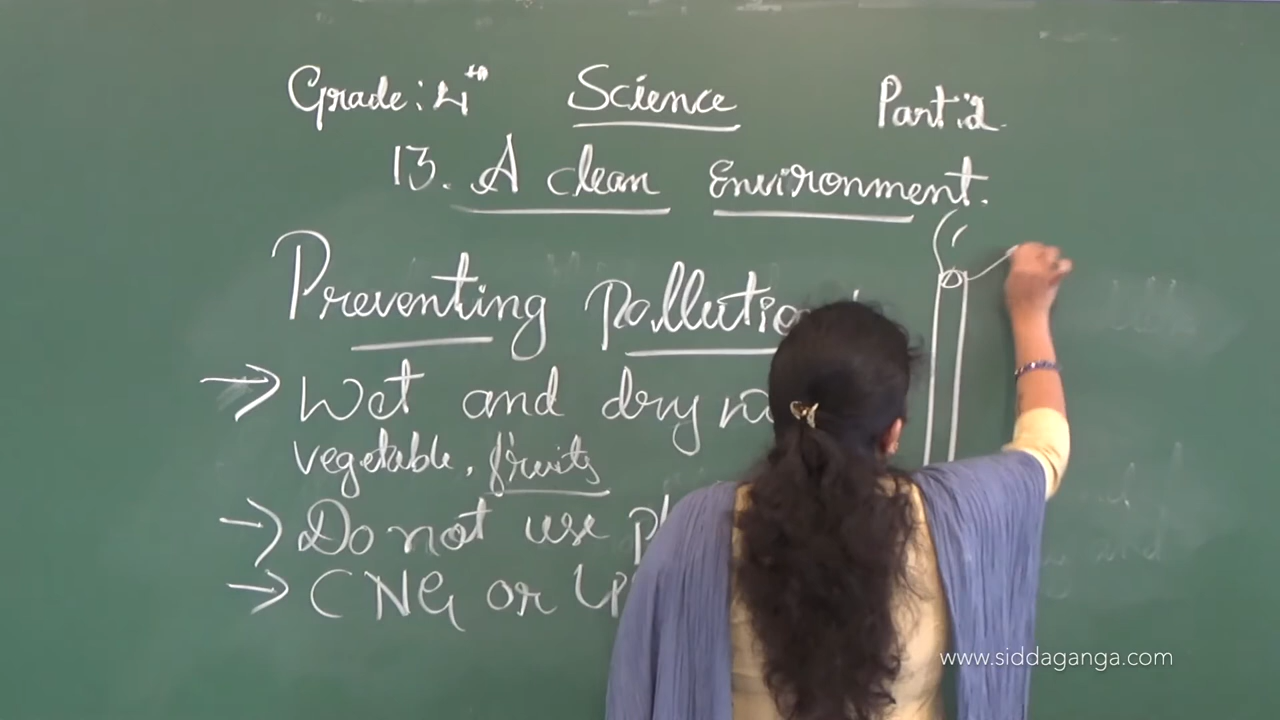 Grade: 4th Science Part:2
13. A clean Environment.
Preventing Pollution
→ Wet and dry
vegetable, fruits
→ Do not use
→ CNG or
www.siddaganga.com